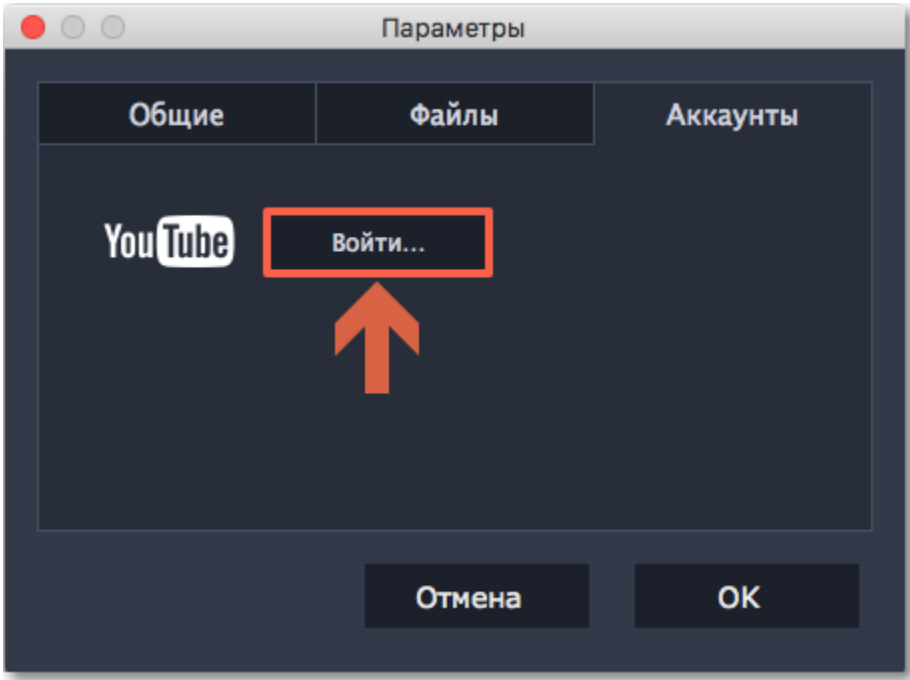 Параметры
Общие Файлы Аккаунты
YouTube Войти...
Отмена OK